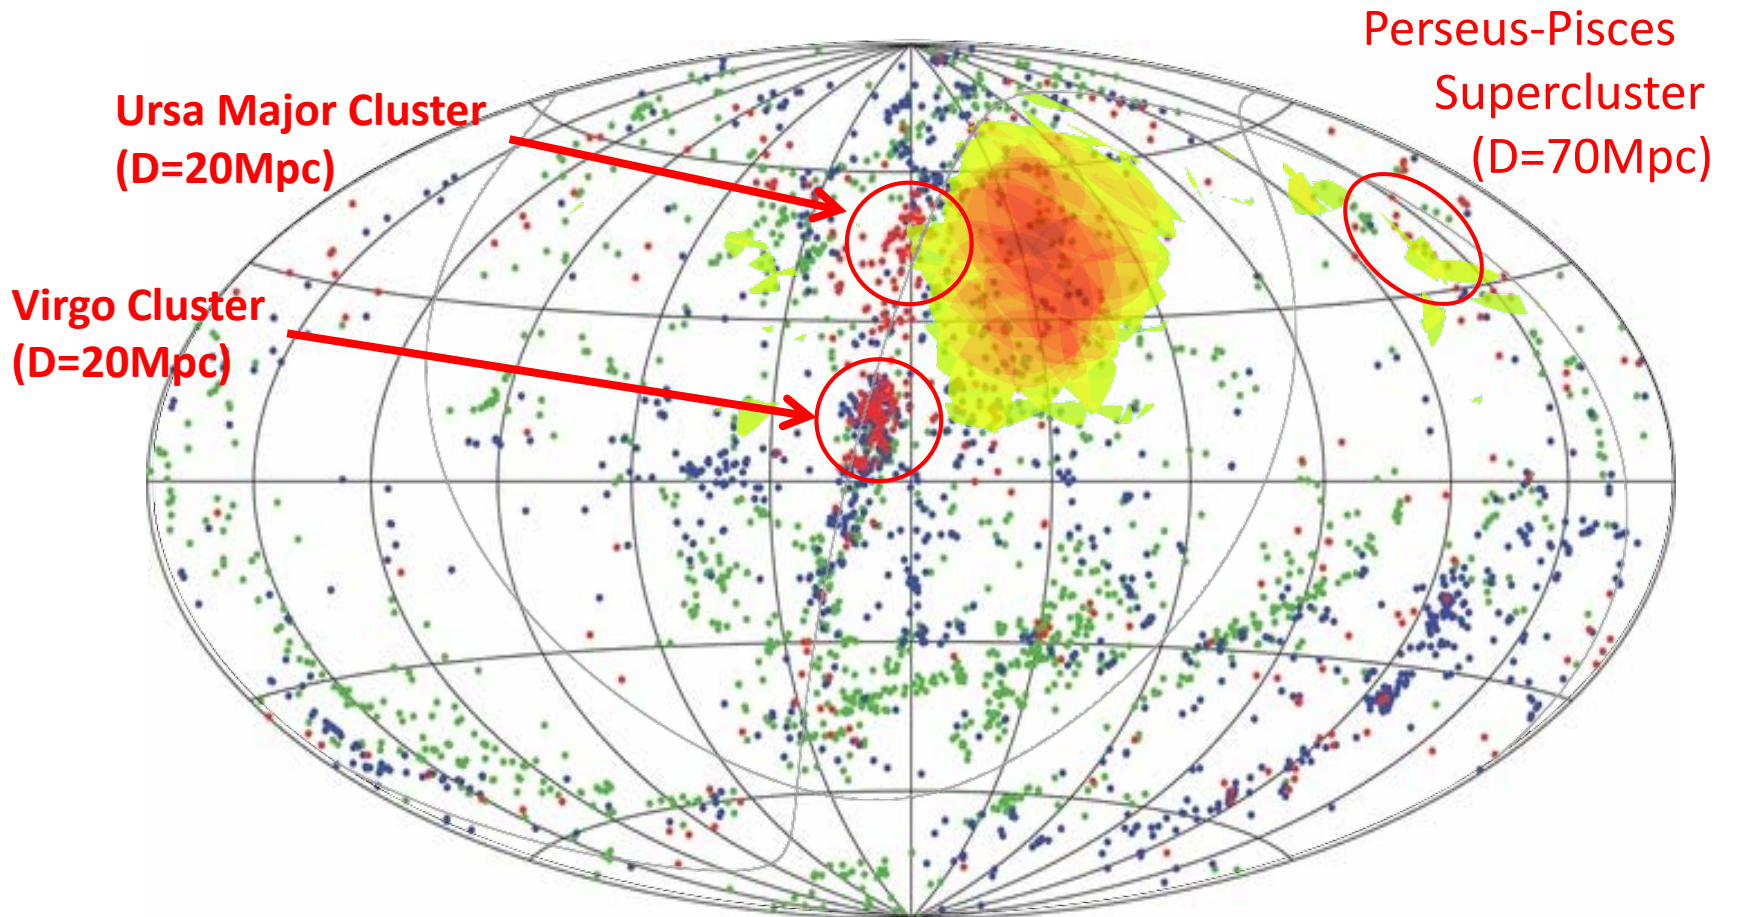 Perseus-Pisces
Supercluster
(D=70Mpc)
Ursa Major Cluster
(D=20Mpc)
Virgo Cluster
(D=20Mpc)